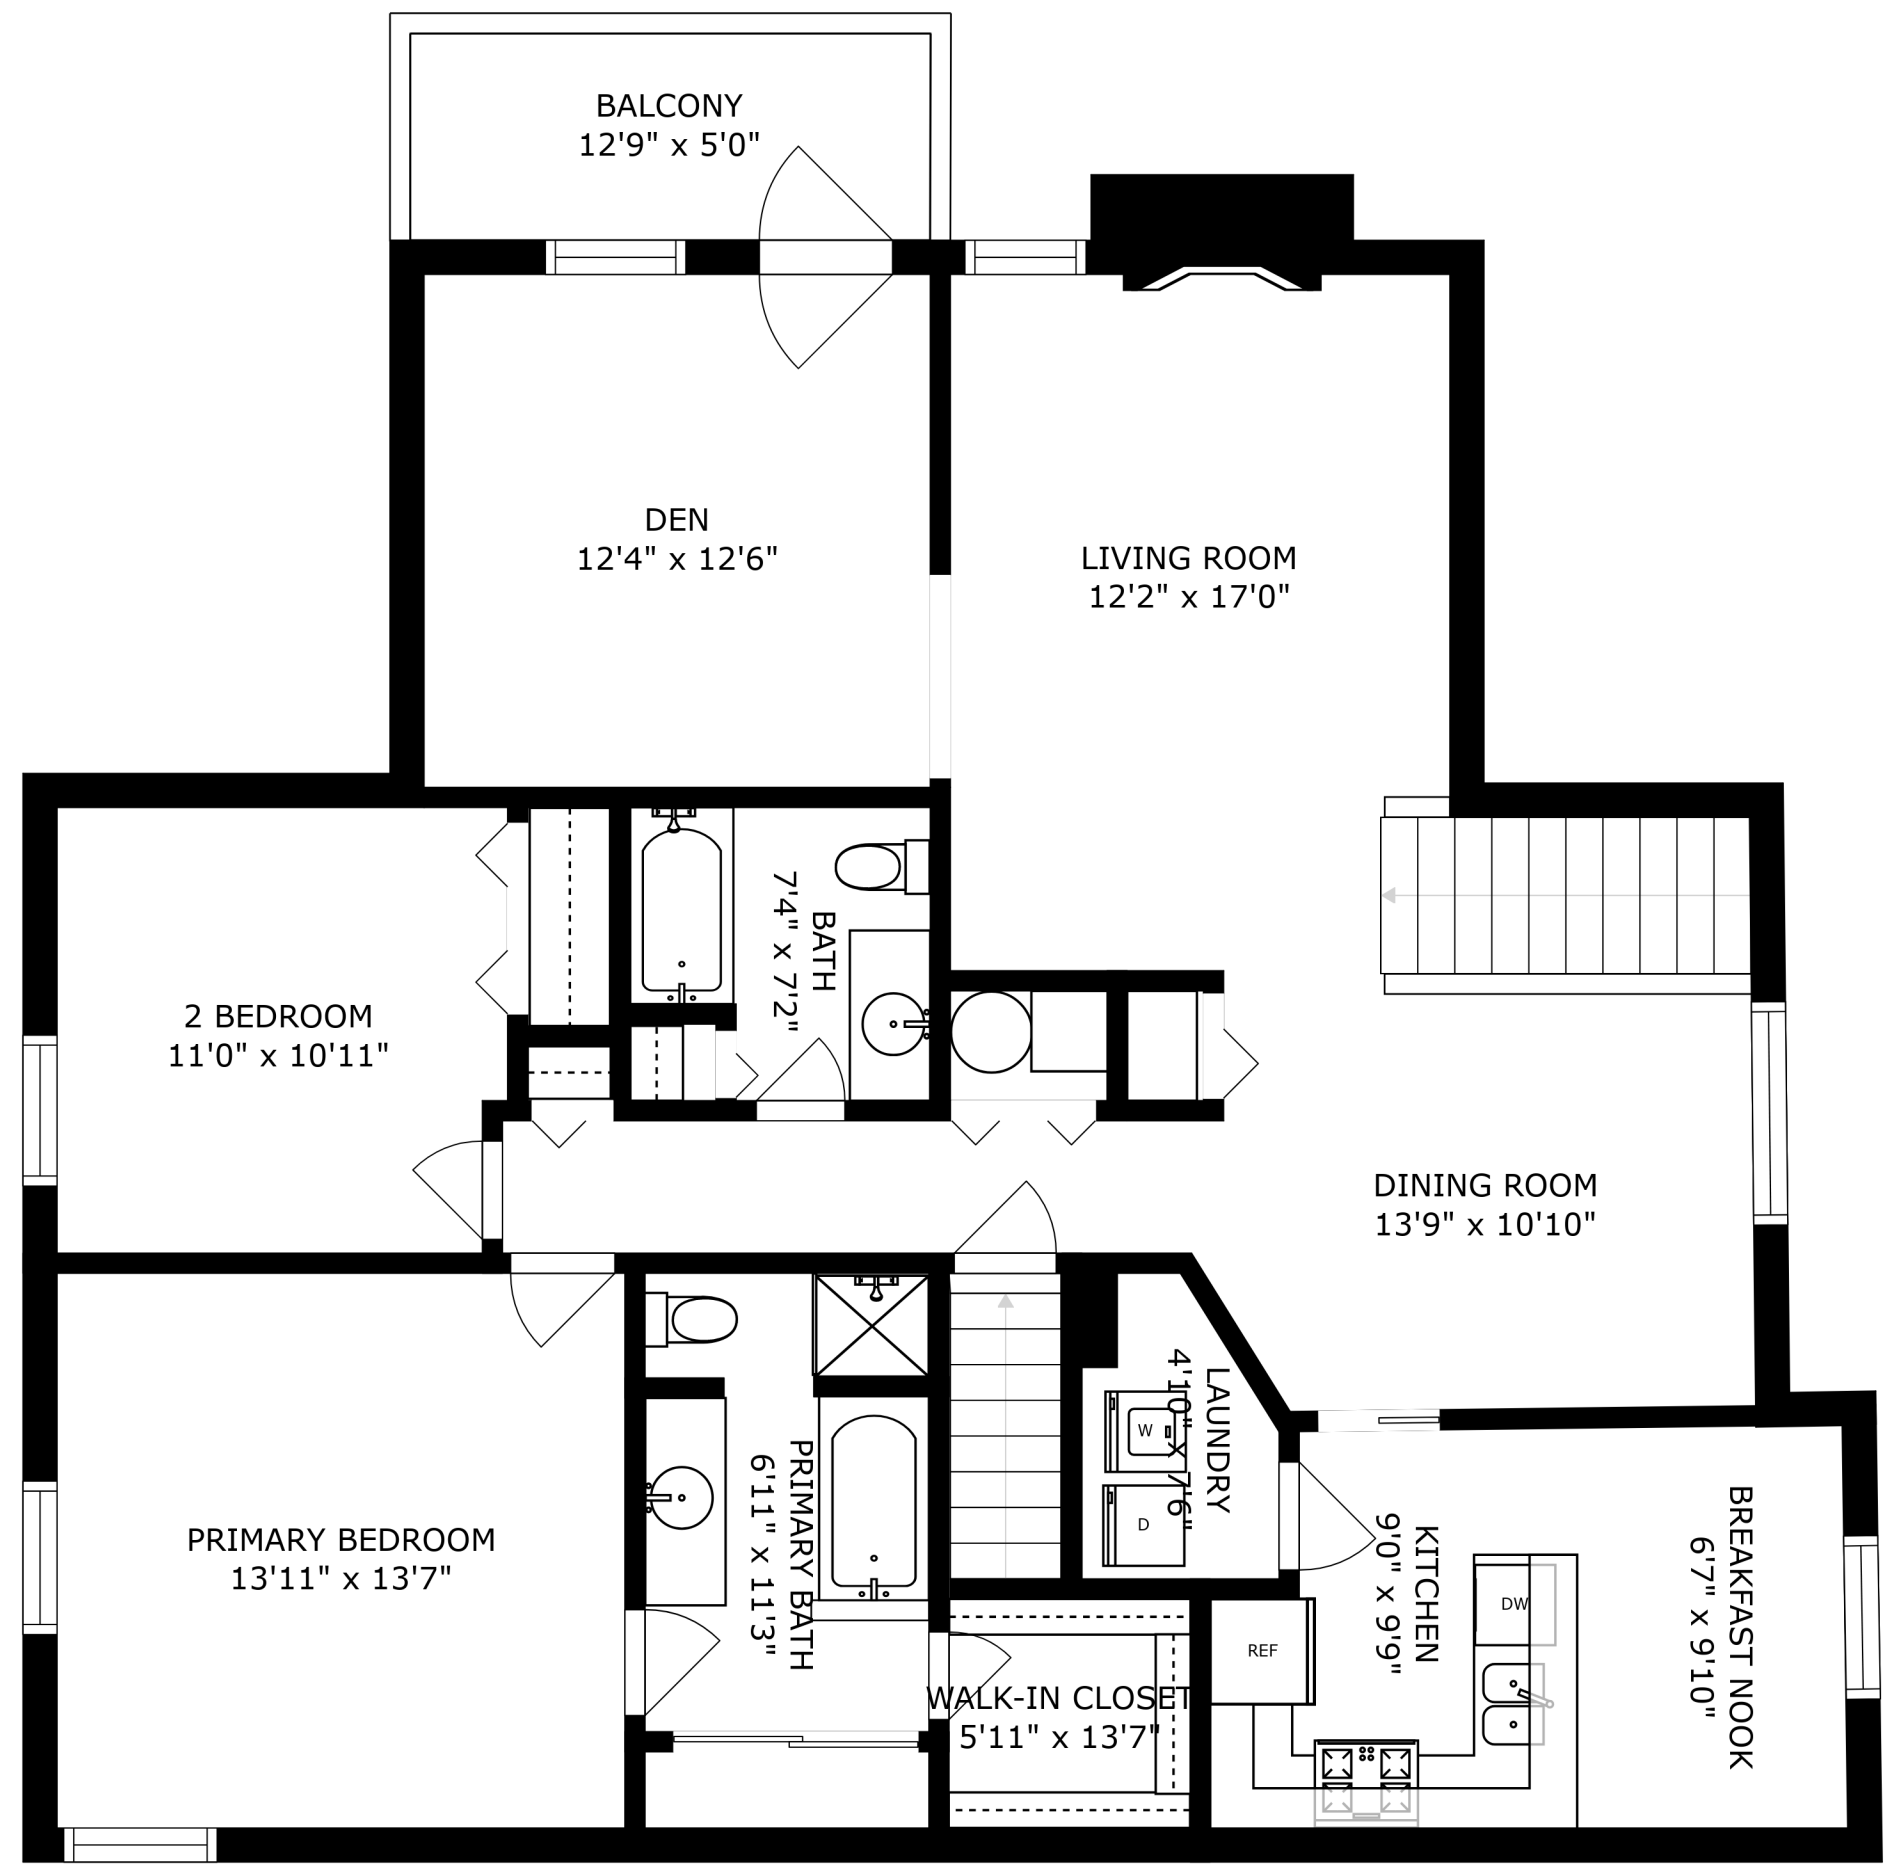 BALCONY
12'9" x 5'0"
DEN
12'4" x 12'6"
LIVING ROOM
12'2" x 17'0"
BATH
7'4" x 7'2"
2 BEDROOM
11'0" x 10'11"
DINING ROOM
13'9" x 10'10"
LAUNDRY
4'10" x 7'6"
W
D
PRIMARY BEDROOM
13'11" x 13'7"
PRIMARY BATH
6'11" x 11'3"
KITCHEN
9'0" x 9'9"
BREAKFAST NOOK
6'7" x 9'10"
DW
REF
WALK-IN CLOSET
5'11" x 13'7"